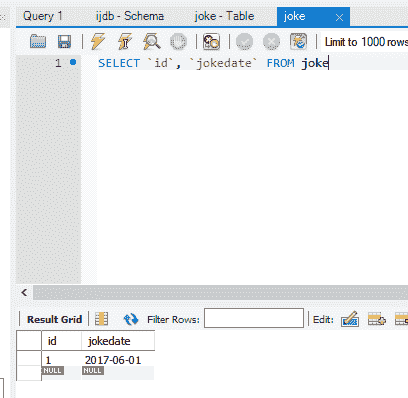 Query 1 ijdb - Schema joke - Table joke
Limit to 1000 rows
1 SELECT `id`, `jokedate` FROM joke
Result Grid Filter Rows: Edit:
id jokedate
1 2017-06-01
NULL NULL